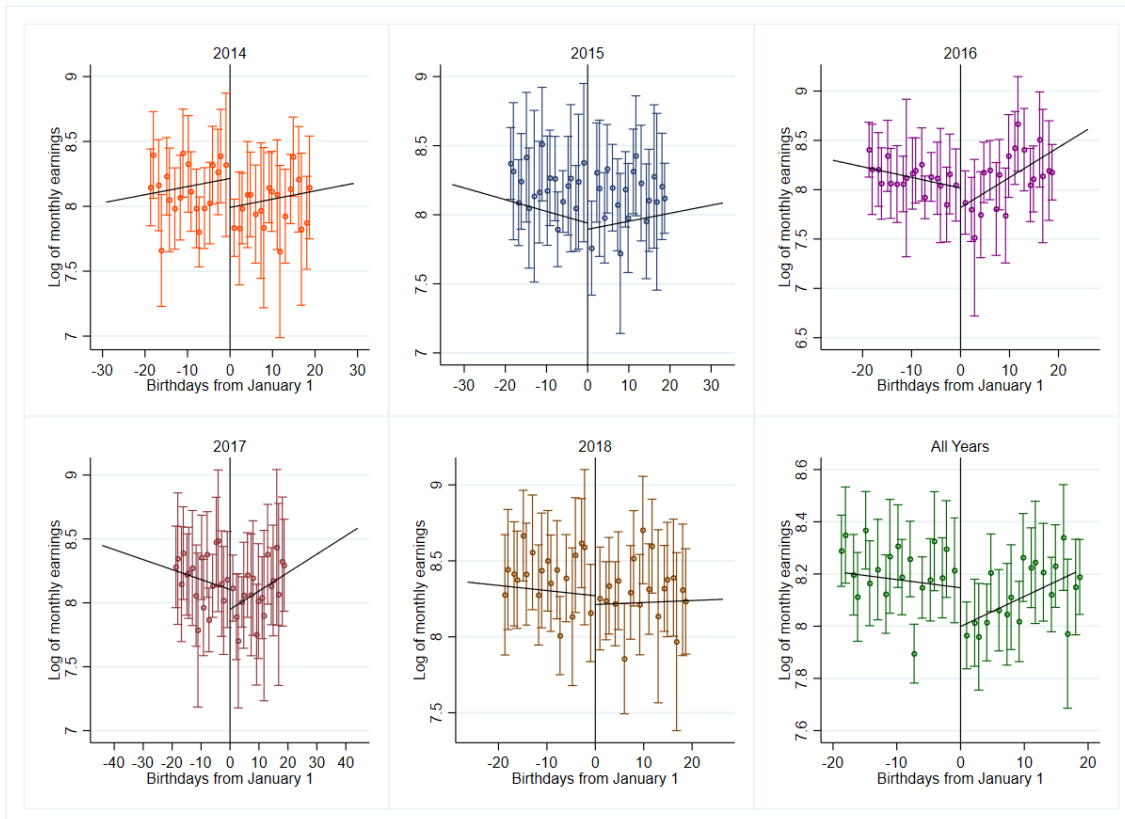 2014
Log of monthly earnings
9
8.5
8
7.5
7
-30 -20 -10 0 10 20 30
Birthdays from January 1
2015
Log of monthly earnings
9
8.5
8
7.5
7
-30 -20 -10 0 10 20 30
Birthdays from January 1
2016
Log of monthly earnings
9
8.5
8
7.5
7
6.5
-20 -10 0 10 20
Birthdays from January 1
2017
Log of monthly earnings
9
8.5
8
7.5
7
-40 -30 -20 -10 0 10 20 30 40
Birthdays from January 1
2018
Log of monthly earnings
9
8.5
8
7.5
-20 -10 0 10 20
Birthdays from January 1
All Years
Log of monthly earnings
8.6
8.4
8.2
8
7.8
7.6
-20 -10 0 10 20
Birthdays from January 1